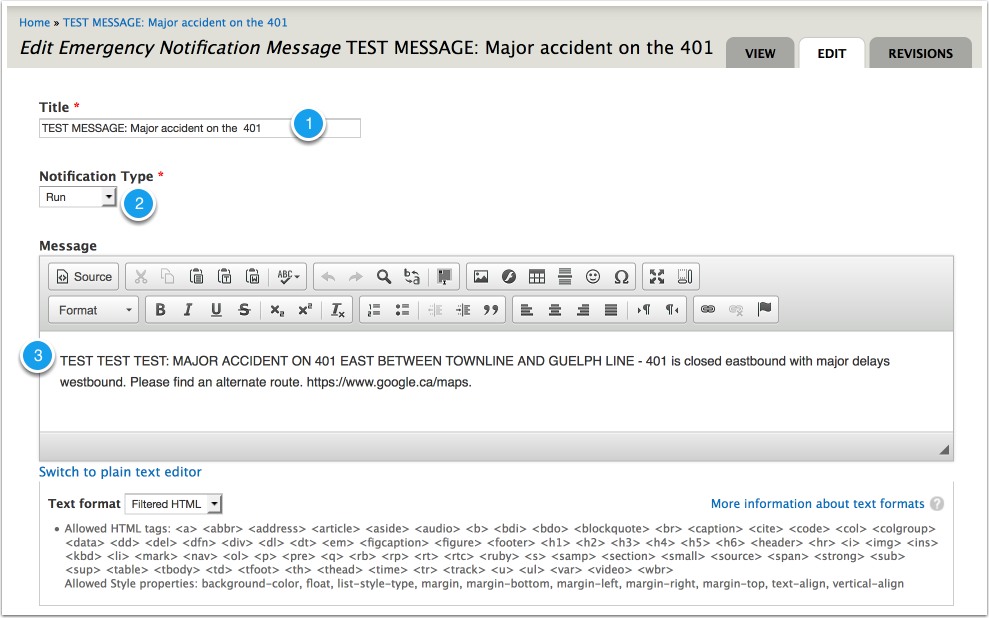 Home » TEST MESSAGE: Major accident on the 401
Edit Emergency Notification Message TEST MESSAGE: Major accident on the 401
VIEW
EDIT
REVISIONS
Title *
TEST MESSAGE: Major accident on the  401
1
Notification Type *
Run
2
Message
Source
ABC
Format
B I U S x₂ x² Tx
3
TEST TEST TEST: MAJOR ACCIDENT ON 401 EAST BETWEEN TOWNLINE AND GUELPH LINE - 401 is closed eastbound with major delays
westbound. Please find an alternate route. https://www.google.ca/maps.
Switch to plain text editor
Text format Filtered HTML
More information about text formats ?
• Allowed HTML tags: <a> <abbr> <address> <article> <aside> <audio> <b> <bdi> <bdo> <blockquote> <br> <caption> <cite> <code> <col> <colgroup>
<data> <dd> <del> <dfn> <div> <dl> <dt> <em> <figcaption> <figure> <footer> <h1> <h2> <h3> <h4> <h5> <h6> <header> <hr> <i> <img> <ins>
<kbd> <li> <mark> <nav> <ol> <p> <pre> <q> <rb> <rp> <rt> <rtc> <ruby> <s> <samp> <section> <small> <source> <span> <strong> <sub>
<sup> <table> <tbody> <td> <tfoot> <th> <thead> <time> <tr> <track> <u> <ul> <var> <video> <wbr>
Allowed Style properties: background-color, float, list-style-type, margin, margin-bottom, margin-left, margin-right, margin-top, text-align, vertical-align